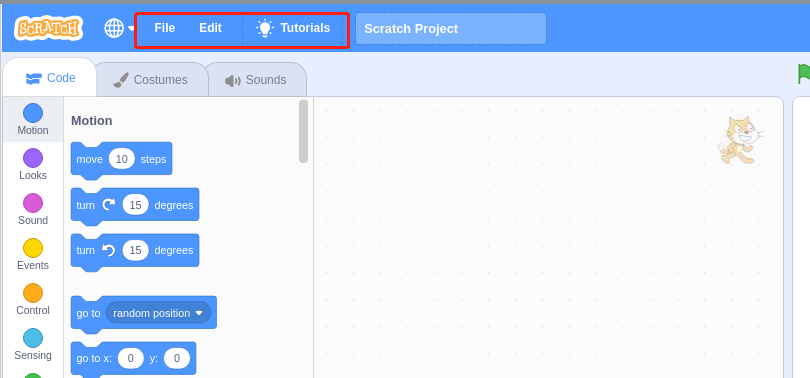 SCRATCH File Edit Tutorials Scratch Project
Code Costumes Sounds
Motion
Looks
Sound
Events
Control
Sensing
Motion
move 10 steps
turn 15 degrees
turn 15 degrees
go to random position
go to x: 0 y: 0